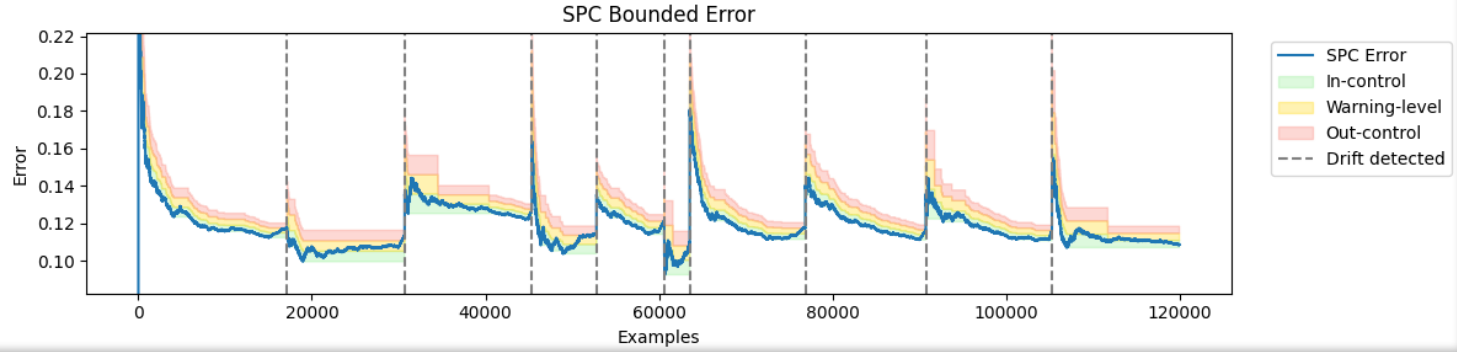 SPC Bounded Error
0.22
0.20
0.18
0.16
0.14
0.12
0.10
Error
0 20000 40000 60000 80000 100000 120000
Examples
SPC Error
In-control
Warning-level
Out-control
Drift detected